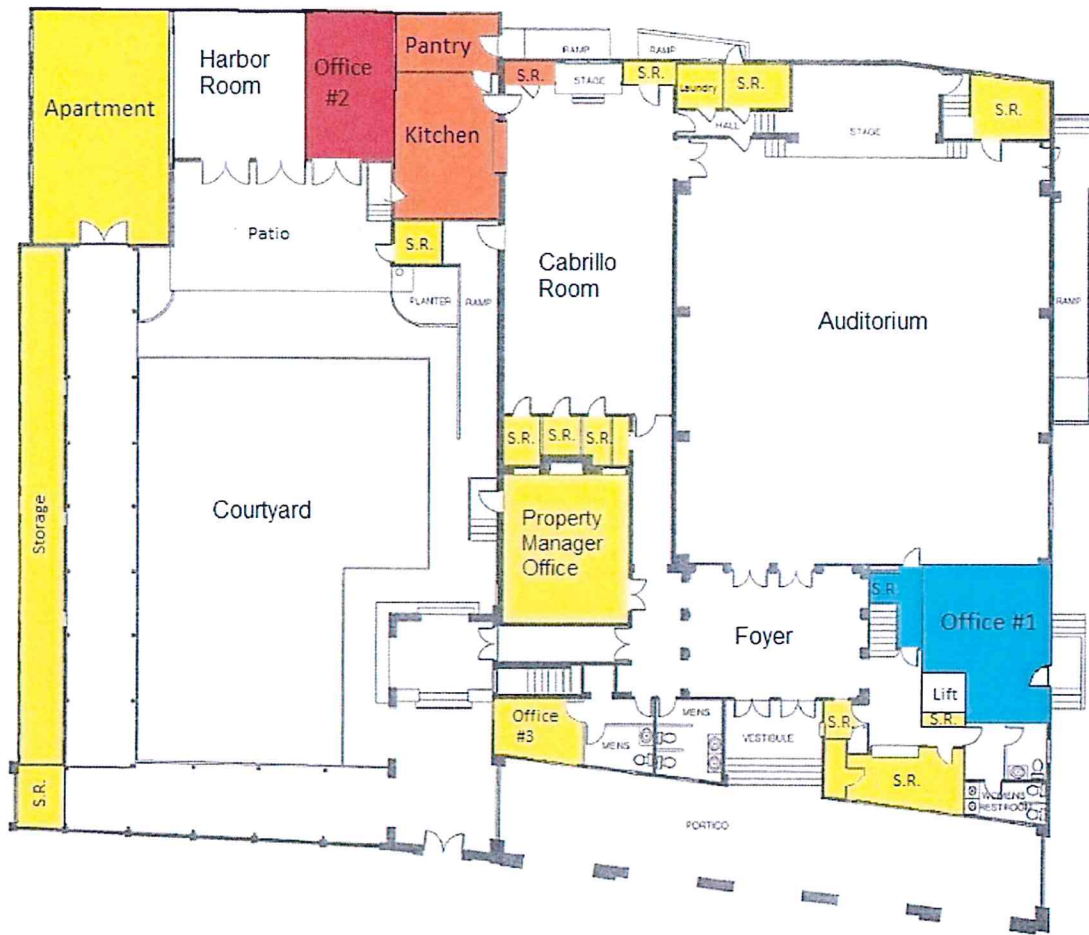 Harbor
Room
Office
#2
Pantry
RAMP
RAMP
Apartment
Kitchen
S.R.
STAGE
S.R.
Laundry
S.R.
HALL
STAGE
S.R.
Patio
S.R.
PLANTER
RAMP
Cabrillo
Room
Auditorium
RAMP
S.R.
S.R.
S.R.
Storage
Courtyard
Property
Manager
Office
S.R.
Office #1
Foyer
Lift
Office
#3
MENS
MENS
VESTIBULE
S.R.
S.R.
S.R.
WOMENS
RESTROOM
S.R.
PORTICO